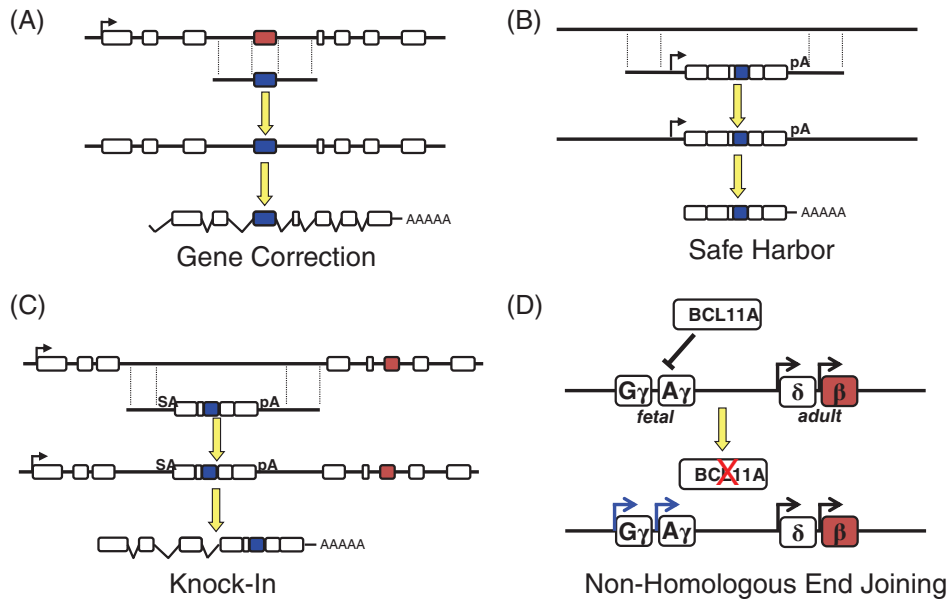 (A)
AAAAA
Gene Correction
(B)
pA
pA
AAAAA
Safe Harbor
(C)
SA pA
SA pA
AAAAA
Knock-In
(D)
BCL11A
Gγ Aγ δ β
fetal adult
BCL11A
Gγ Aγ δ β
Non-Homologous End Joining